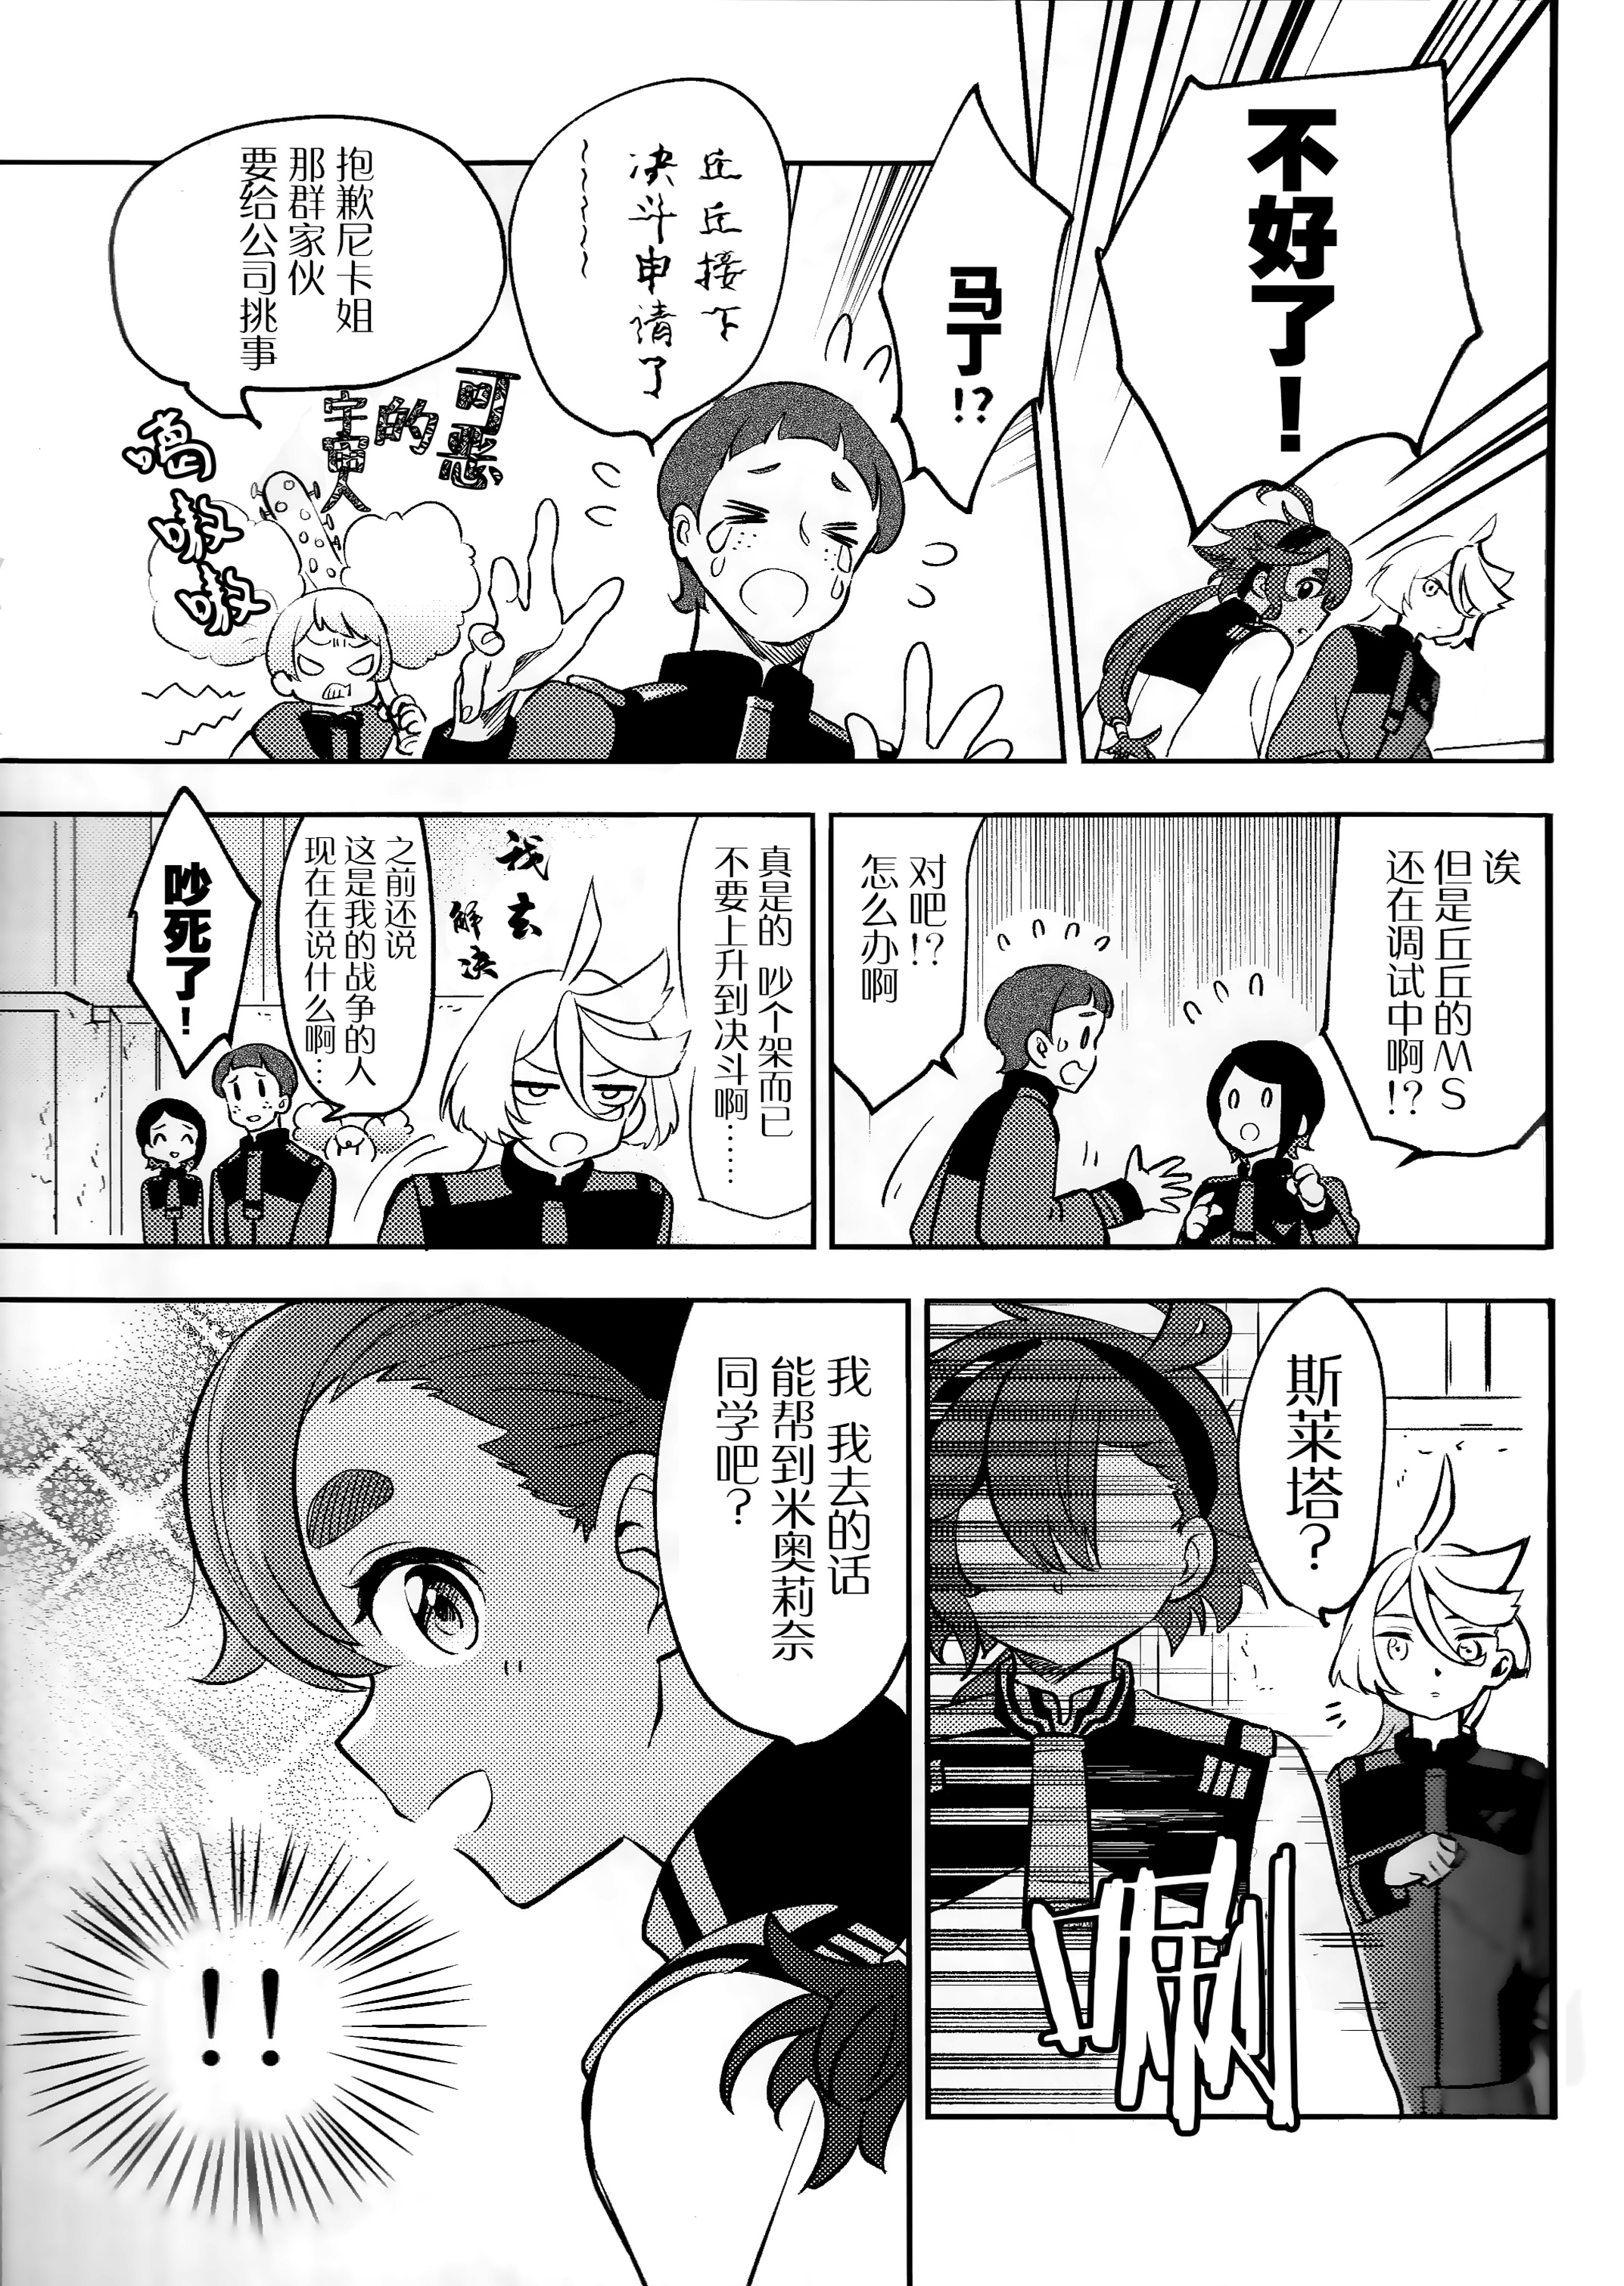 不好了！
马丁！？
丘丘接下
决斗申请了
～～～～～
抱歉尼卡姐
那群家伙
要给公司挑事
可恶
的
宇宙人
嗷
嗷
诶
但是丘丘的MS
还在调试中啊！？
对吧！？
怎么办啊
真是的 吵个架而已
不要上升到决斗啊……
我去
解决
之前还说
这是我的战争的人
现在在说什么啊…
吵死了！
斯莱塔？
唰
我 我去的话
能帮到米奥莉奈
同学吧？
！！